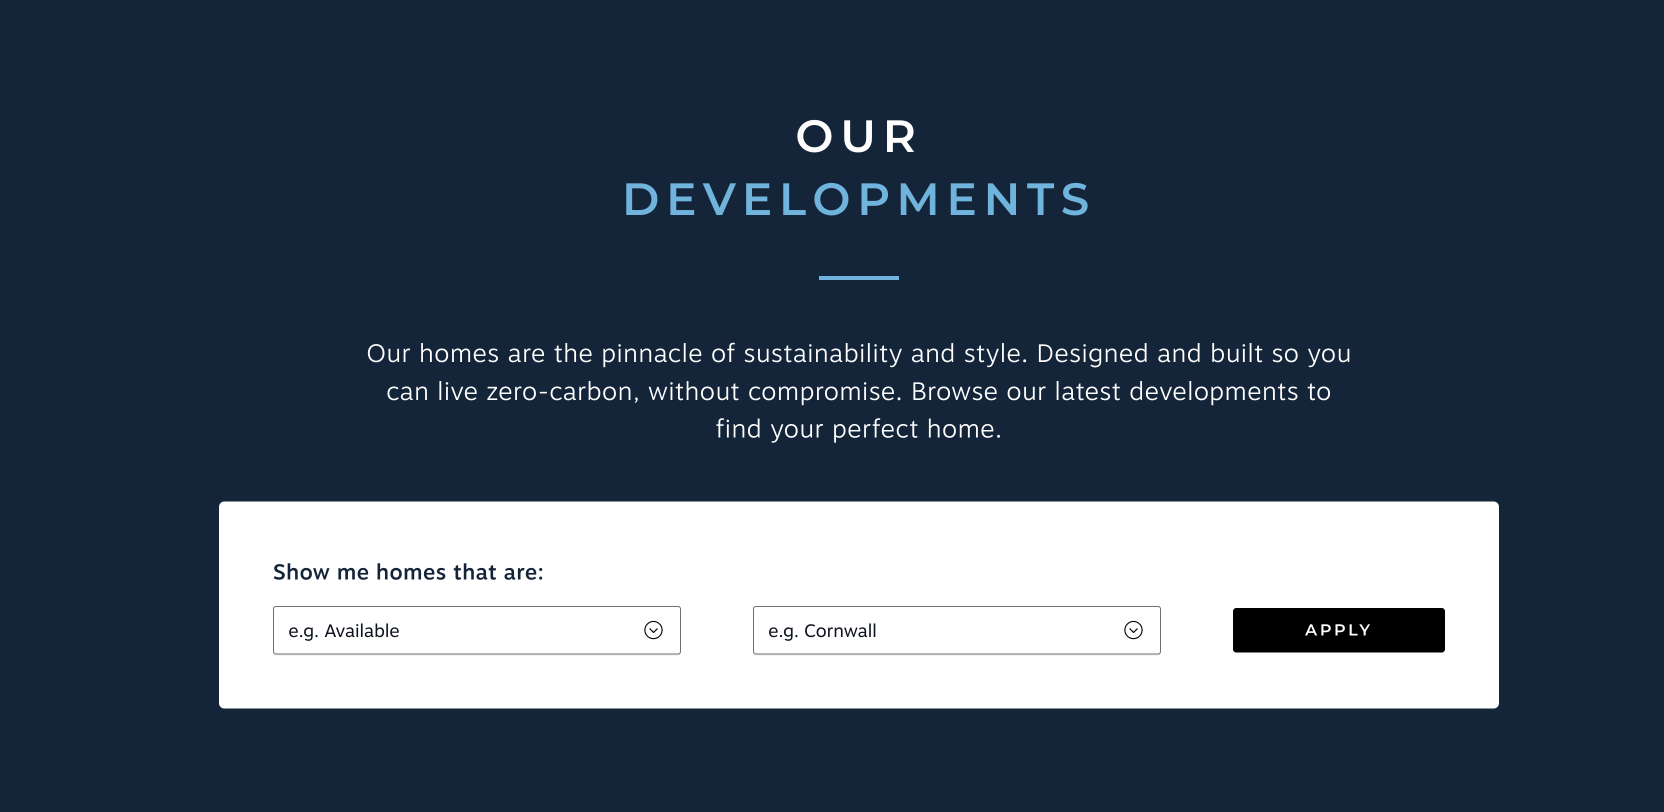 OUR
DEVELOPMENTS
Our homes are the pinnacle of sustainability and style. Designed and built so you
can live zero-carbon, without compromise. Browse our latest developments to
find your perfect home.
Show me homes that are:
e.g. Available
e.g. Cornwall
APPLY